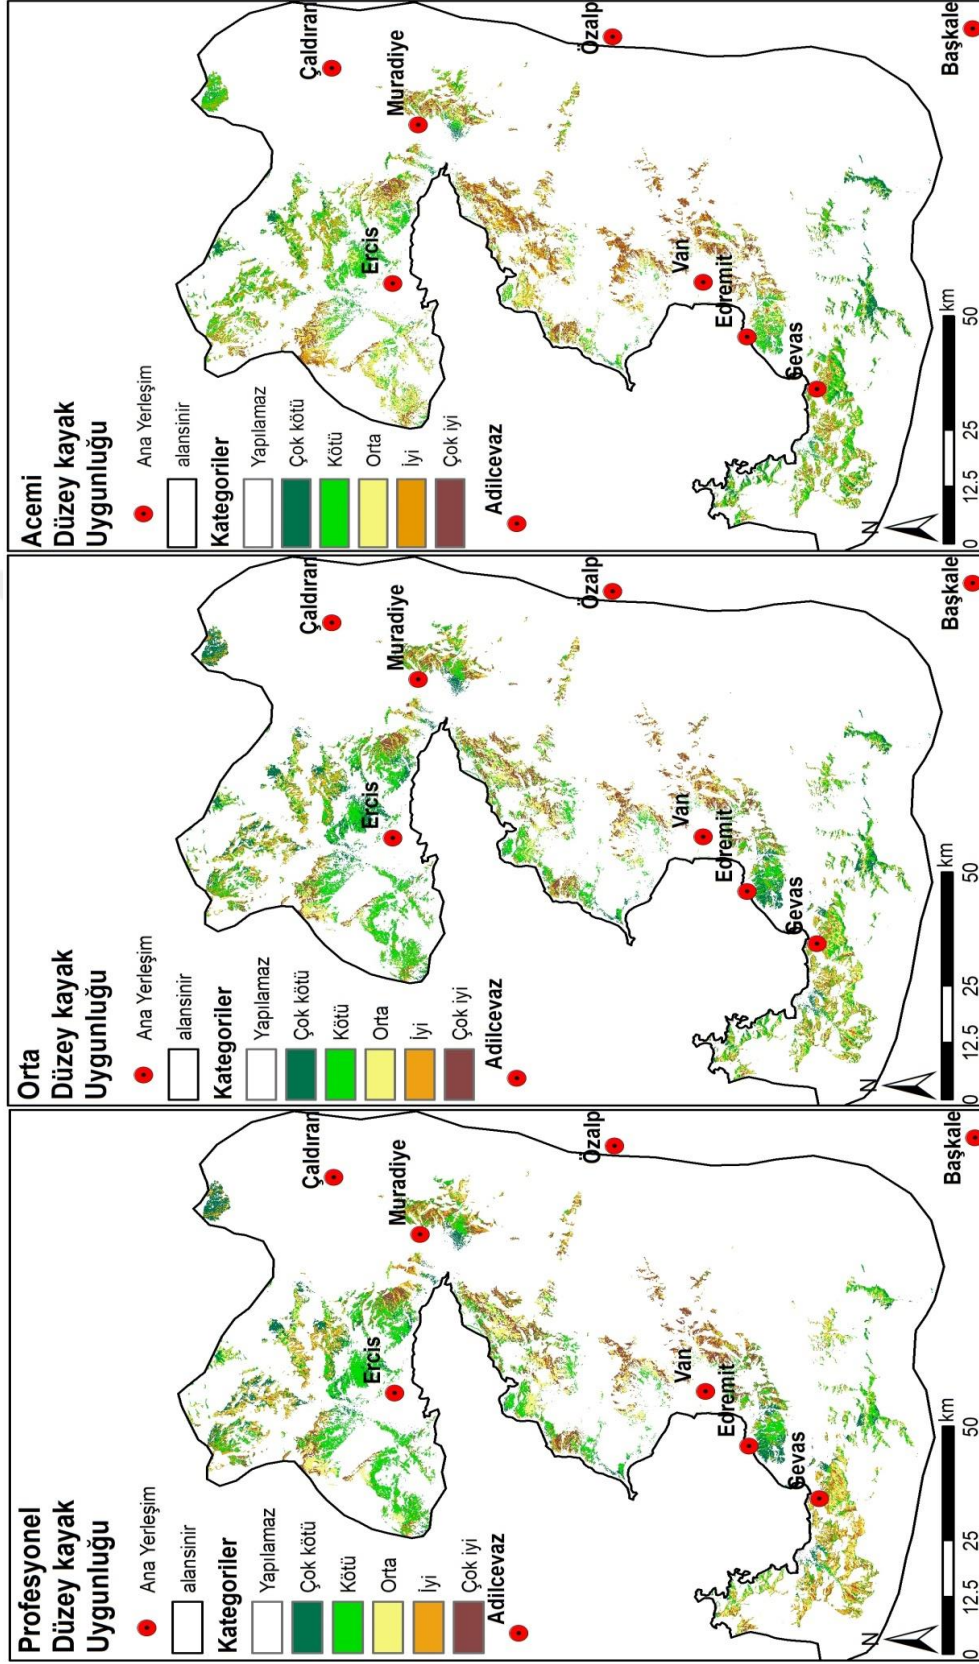 Profesyonel
Düzey kayak
Uygunluğu
Ana Yerleşim
alansinir
Kategoriler
Yapılamaz
Çok kötü
Kötü
Orta
İyi
Çok iyi
Adilcevaz
Çaldıran
Muradiye
Ercis
Özalp
Van
Edremit
Gevas
Başkale
N
0 12.5 25 50
km
Orta
Düzey kayak
Uygunluğu
Ana Yerleşim
alansinir
Kategoriler
Yapılamaz
Çok kötü
Kötü
Orta
İyi
Çok iyi
Adilcevaz
Çaldıran
Muradiye
Ercis
Özalp
Van
Edremit
Gevas
Başkale
N
0 12.5 25 50
km
Acemi
Düzey kayak
Uygunluğu
Ana Yerleşim
alansinir
Kategoriler
Yapılamaz
Çok kötü
Kötü
Orta
İyi
Çok iyi
Adilcevaz
Çaldıran
Muradiye
Ercis
Özalp
Van
Edremit
Gevas
Başkale
N
0 12.5 25 50
km